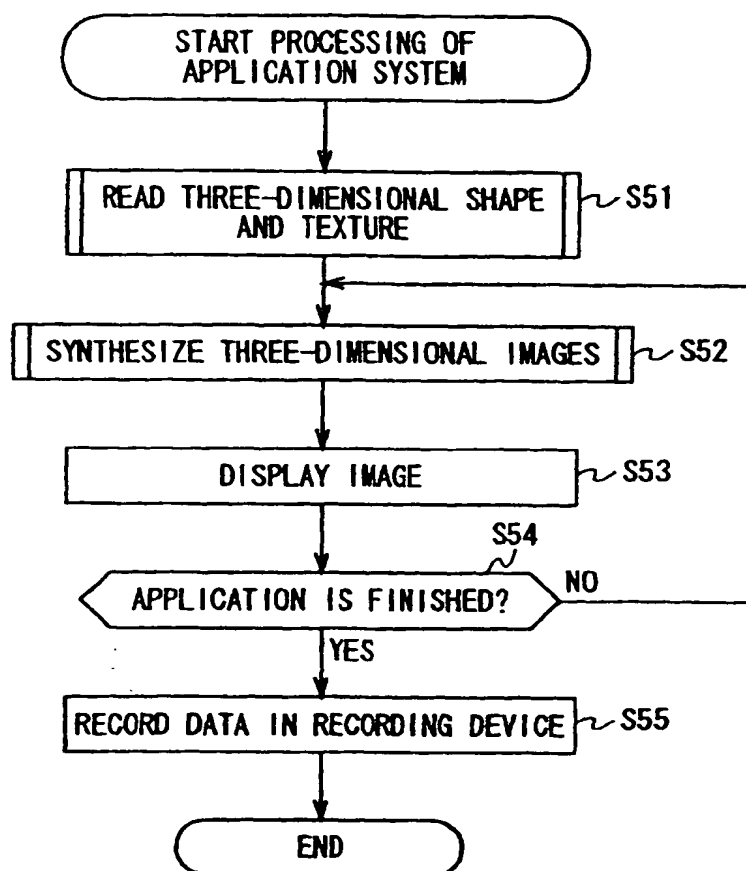 START PROCESSING OF
APPLICATION SYSTEM
READ THREE-DIMENSIONAL SHAPE
AND TEXTURE
S51
SYNTHESIZE THREE-DIMENSIONAL IMAGES
S52
DISPLAY IMAGE
S53
S54
APPLICATION IS FINISHED?
NO
YES
RECORD DATA IN RECORDING DEVICE
S55
END